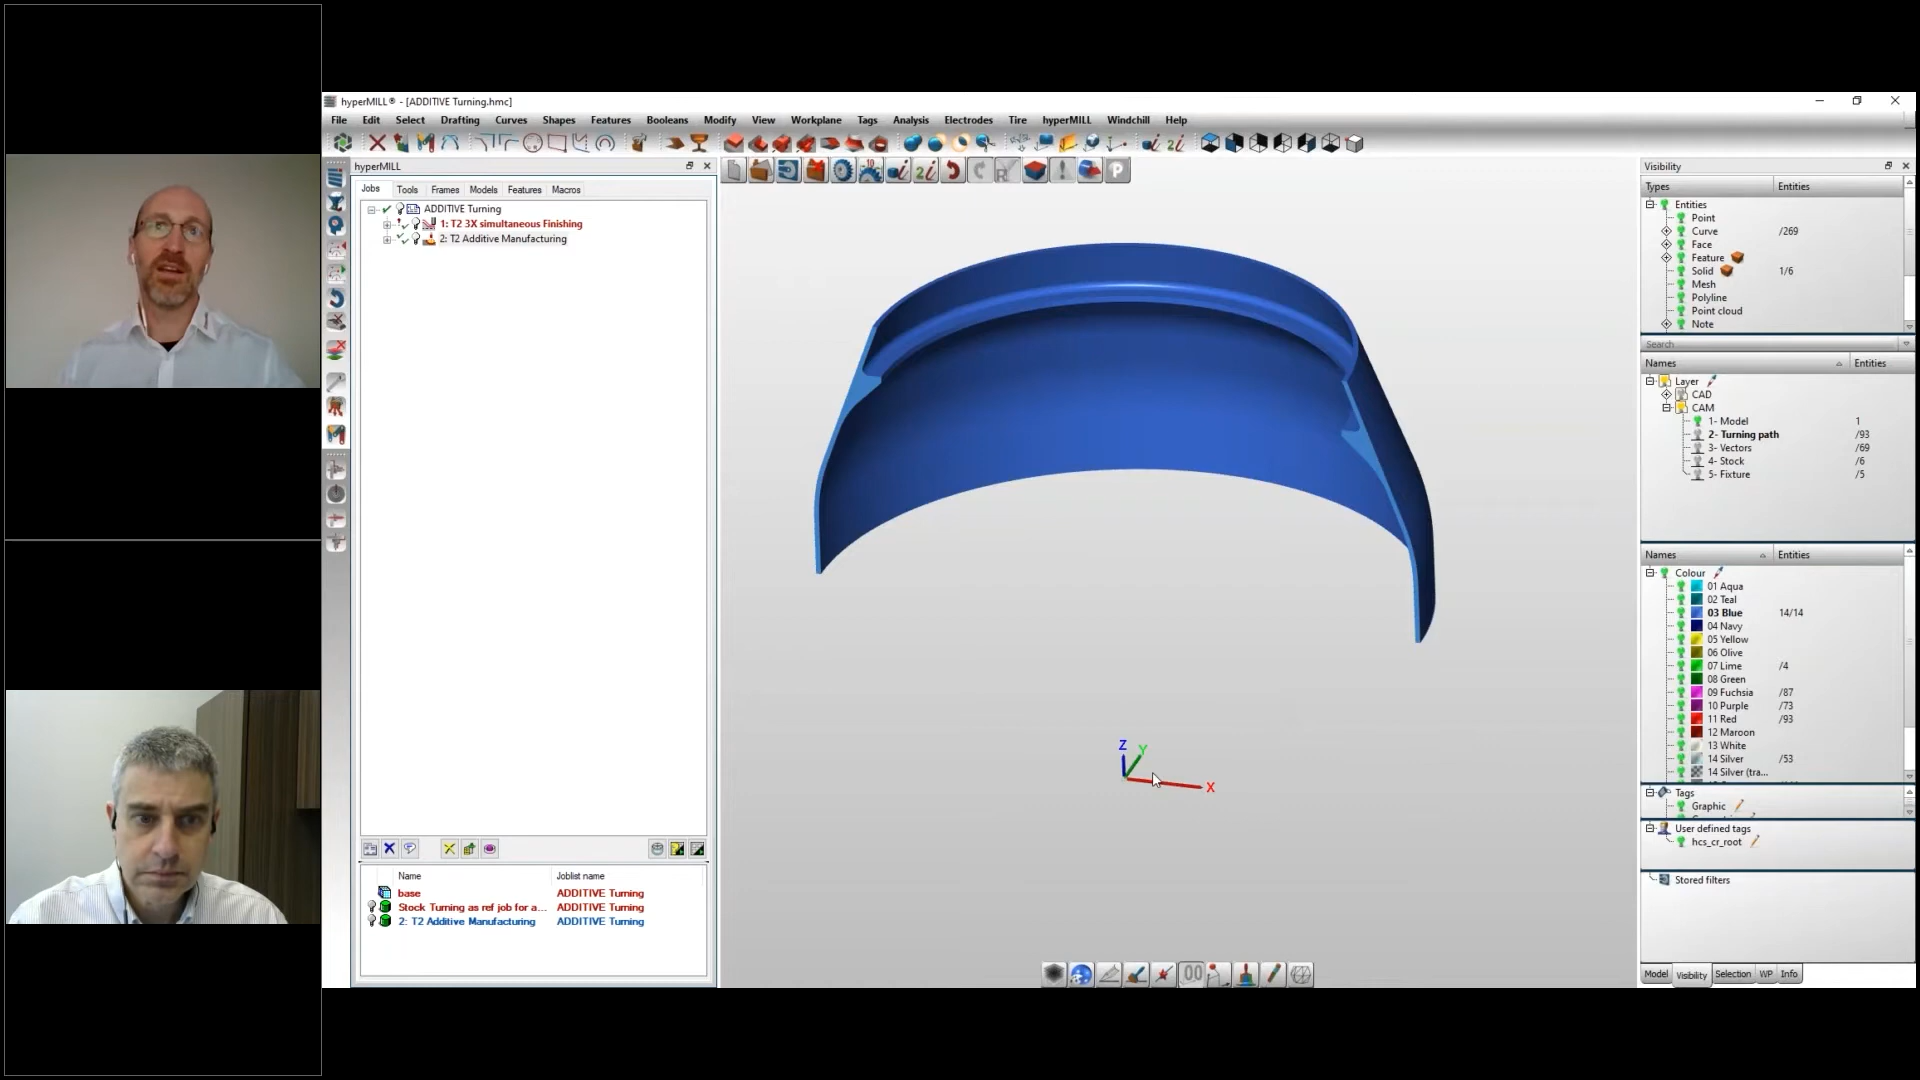 hyperMILL® - [ADDITIVE Turning.hmc]
File Edit Select Drafting Curves Shapes Features Booleans Modify View Workplane Tags Analysis Electrodes Tire hyperMILL Windchill Help
hyperMILL
Jobs Tools Frames Models Features Macros
ADDITIVE Turning
1: T2 3X simultaneous Finishing
2: T2 Additive Manufacturing
Name Joblist name
base ADDITIVE Turning
Stock Turning as ref job for a... ADDITIVE Turning
2: T2 Additive Manufacturing ADDITIVE Turning
Z
Y
X
Visibility
Types Entities
Entities
Point
Curve /269
Face
Feature
Solid 1/6
Mesh
Polyline
Point cloud
Note
Search
Names Entities
Layer
CAD
CAM
1- Model 1
2- Turning path /93
3- Vectors /69
4- Stock /6
5- Fixture /5
Names Entities
Colour
01 Aqua
02 Teal
03 Blue 14/14
04 Navy
05 Yellow
06 Olive
07 Lime /4
08 Green
09 Fuchsia /87
10 Purple /73
11 Red /93
12 Maroon
13 White
14 Silver /53
14 Silver (tra...
Tags
Graphic
User defined tags
hcs_cr_root
Stored filters
Model Visibility Selection WP Info